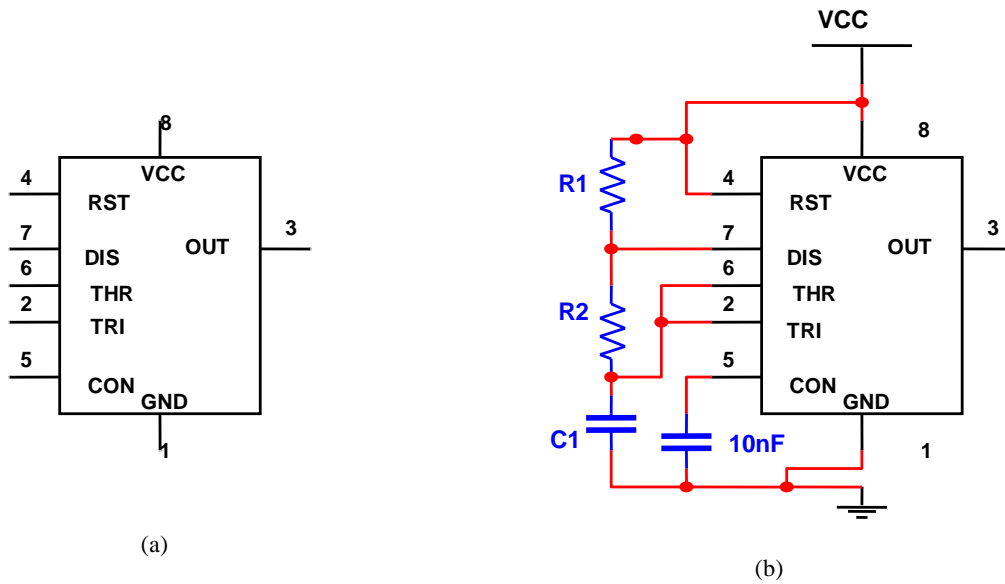 8
VCC
4
RST
7
DIS
OUT
3
6
THR
2
TRI
5
CON
GND
1
(a)
VCC
8
VCC
R1
4
RST
7
DIS
OUT
3
6
THR
R2
2
TRI
5
CON
GND
C1
10nF
1
(b)